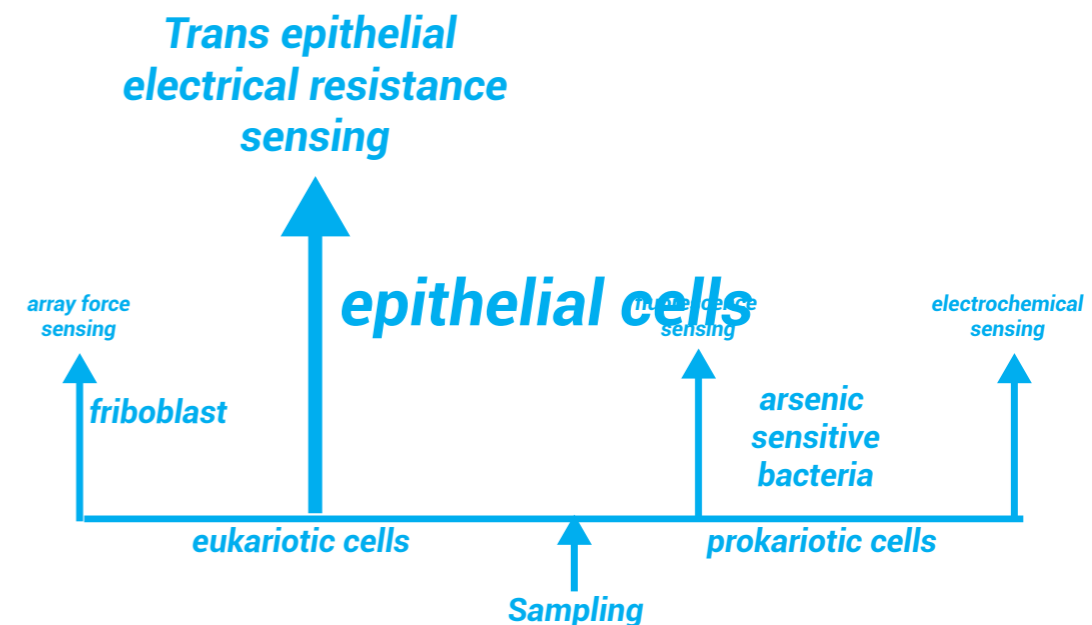 Trans epithelial
electrical resistance
sensing
epithelial cells
array force
sensing
fluorescence
sensing
electrochemical
sensing
friboblast
arsenic
sensitive
bacteria
eukariotic cells
prokariotic cells
Sampling